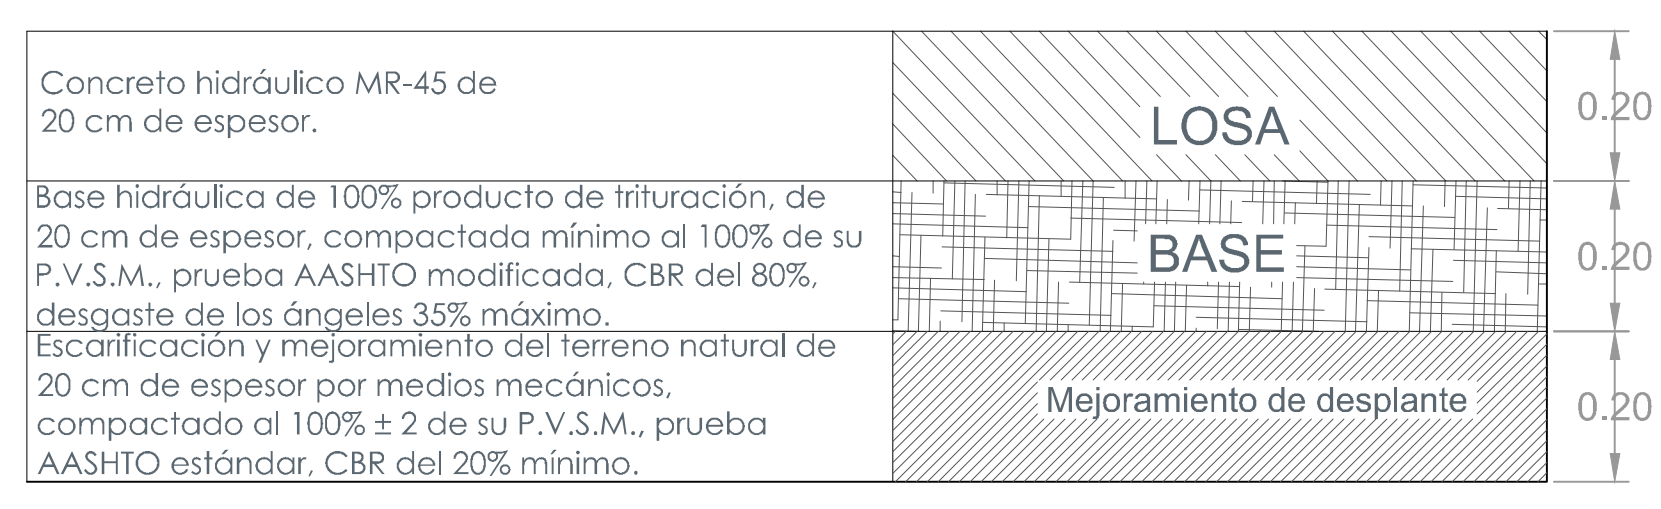 Concreto hidráulico MR-45 de
20 cm de espesor.
LOSA
0.20
Base hidráulica de 100% producto de trituración, de
20 cm de espesor, compactada mínimo al 100% de su
P.V.S.M., prueba AASHTO modificada, CBR del 80%,
desgaste de los ángeles 35% máximo.
BASE
0.20
Escarificación y mejoramiento del terreno natural de
20 cm de espesor por medios mecánicos,
compactado al 100% ± 2 de su P.V.S.M., prueba
AASHTO estándar, CBR del 20% mínimo.
Mejoramiento de desplante
0.20